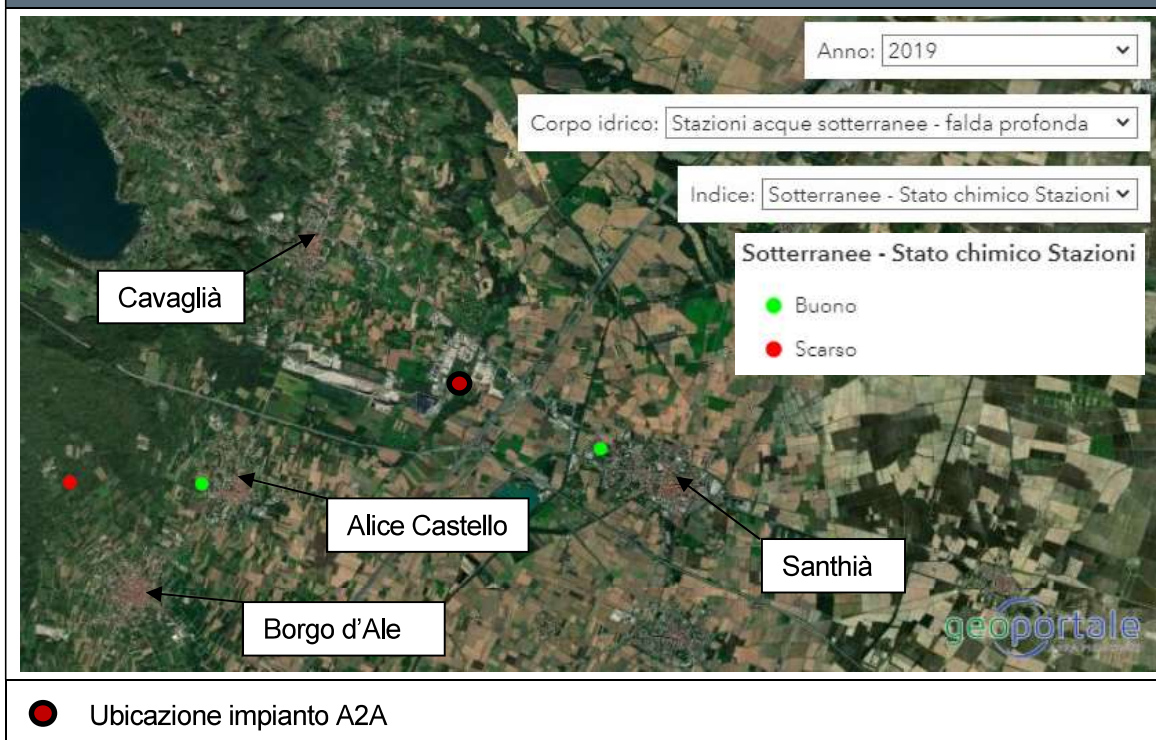 Anno: 2019
Corpo idrico: Stazioni acque sotterranee - falda profonda
Indice: Sotterranee - Stato chimico Stazioni
Sotterranee - Stato chimico Stazioni
Buono
Scarso
Cavaglià
Alice Castello
Santhià
Borgo d'Ale
geoportale
Ubicazione impianto A2A